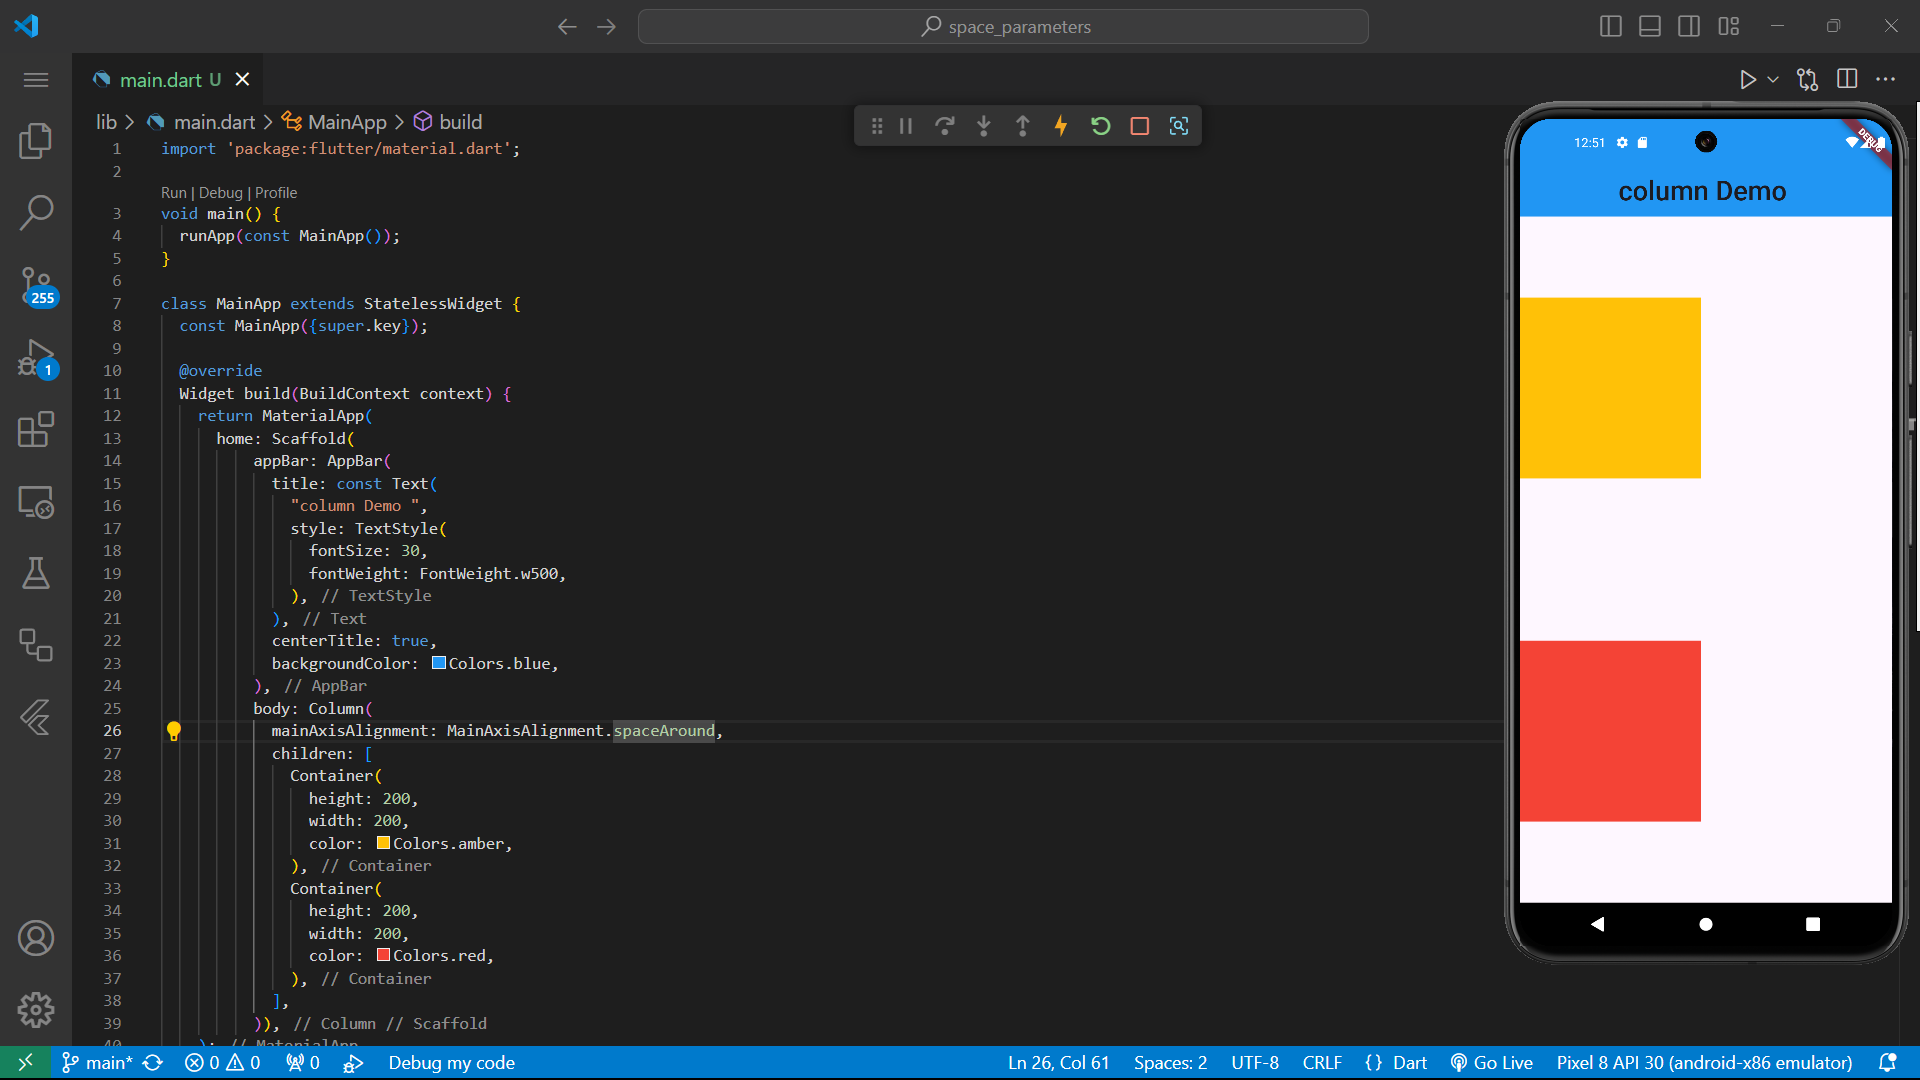 space_parameters
main.dart U
lib > main.dart > MainApp > build
1 import 'package:flutter/material.dart';
2
Run | Debug | Profile
3 void main() {
4 runApp(const MainApp());
5 }
6
7 class MainApp extends StatelessWidget {
8 const MainApp({super.key});
9
10 @override
11 Widget build(BuildContext context) {
12 return MaterialApp(
13 home: Scaffold(
14 appBar: AppBar(
15 title: const Text(
16 "column Demo ",
17 style: TextStyle(
18 fontSize: 30,
19 fontWeight: FontWeight.w500,
20 ), // TextStyle
21 ), // Text
22 centerTitle: true,
23 backgroundColor: Colors.blue,
24 ), // AppBar
25 body: Column(
26 mainAxisAlignment: MainAxisAlignment.spaceAround,
27 children: [
28 Container(
29 height: 200,
30 width: 200,
31 color: Colors.amber,
32 ), // Container
33 Container(
34 height: 200,
35 width: 200,
36 color: Colors.red,
37 ), // Container
38 ],
39 )), // Column // Scaffold
40 ); // MaterialApp
255
1
12:51
DEBUG
column Demo
main* 0 0 0 Debug my code Ln 26, Col 61 Spaces: 2 UTF-8 CRLF {} Dart Go Live Pixel 8 API 30 (android-x86 emulator)